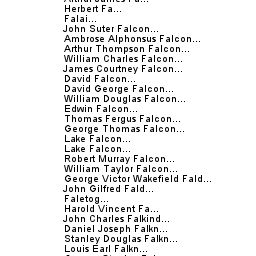 Herbert Fa...
Falai...
John Suter Falcon...
Ambrose Alphonsus Falcon...
Arthur Thompson Falcon...
William Charles Falcon...
James Courtney Falcon...
David Falcon...
David George Falcon...
William Douglas Falcon...
Edwin Falcon...
Thomas Fergus Falcon...
George Thomas Falcon...
Lake Falcon...
Lake Falcon...
Robert Murray Falcon...
William Taylor Falcon...
George Victor Wakefield Fald...
John Gilfred Fald...
Faletog...
Harold Vincent Fa...
John Charles Falkind...
Daniel Joseph Falkn...
Stanley Douglas Falkn...
Louis Earl Falkn...